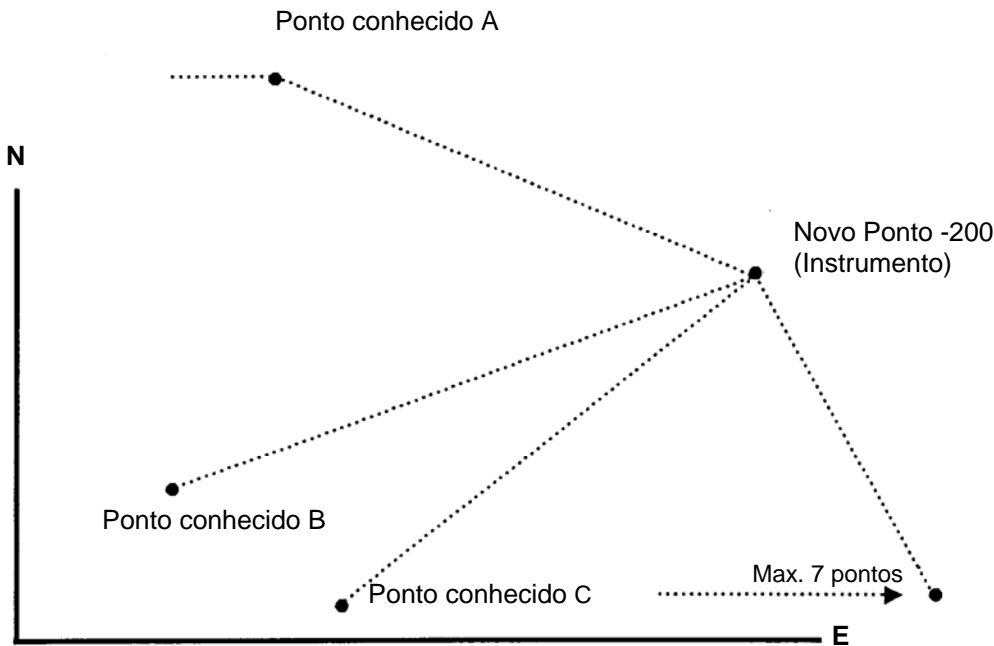 Ponto conhecido A
N
Novo Ponto -200
(Instrumento)
Ponto conhecido B
Max. 7 pontos
Ponto conhecido C
E